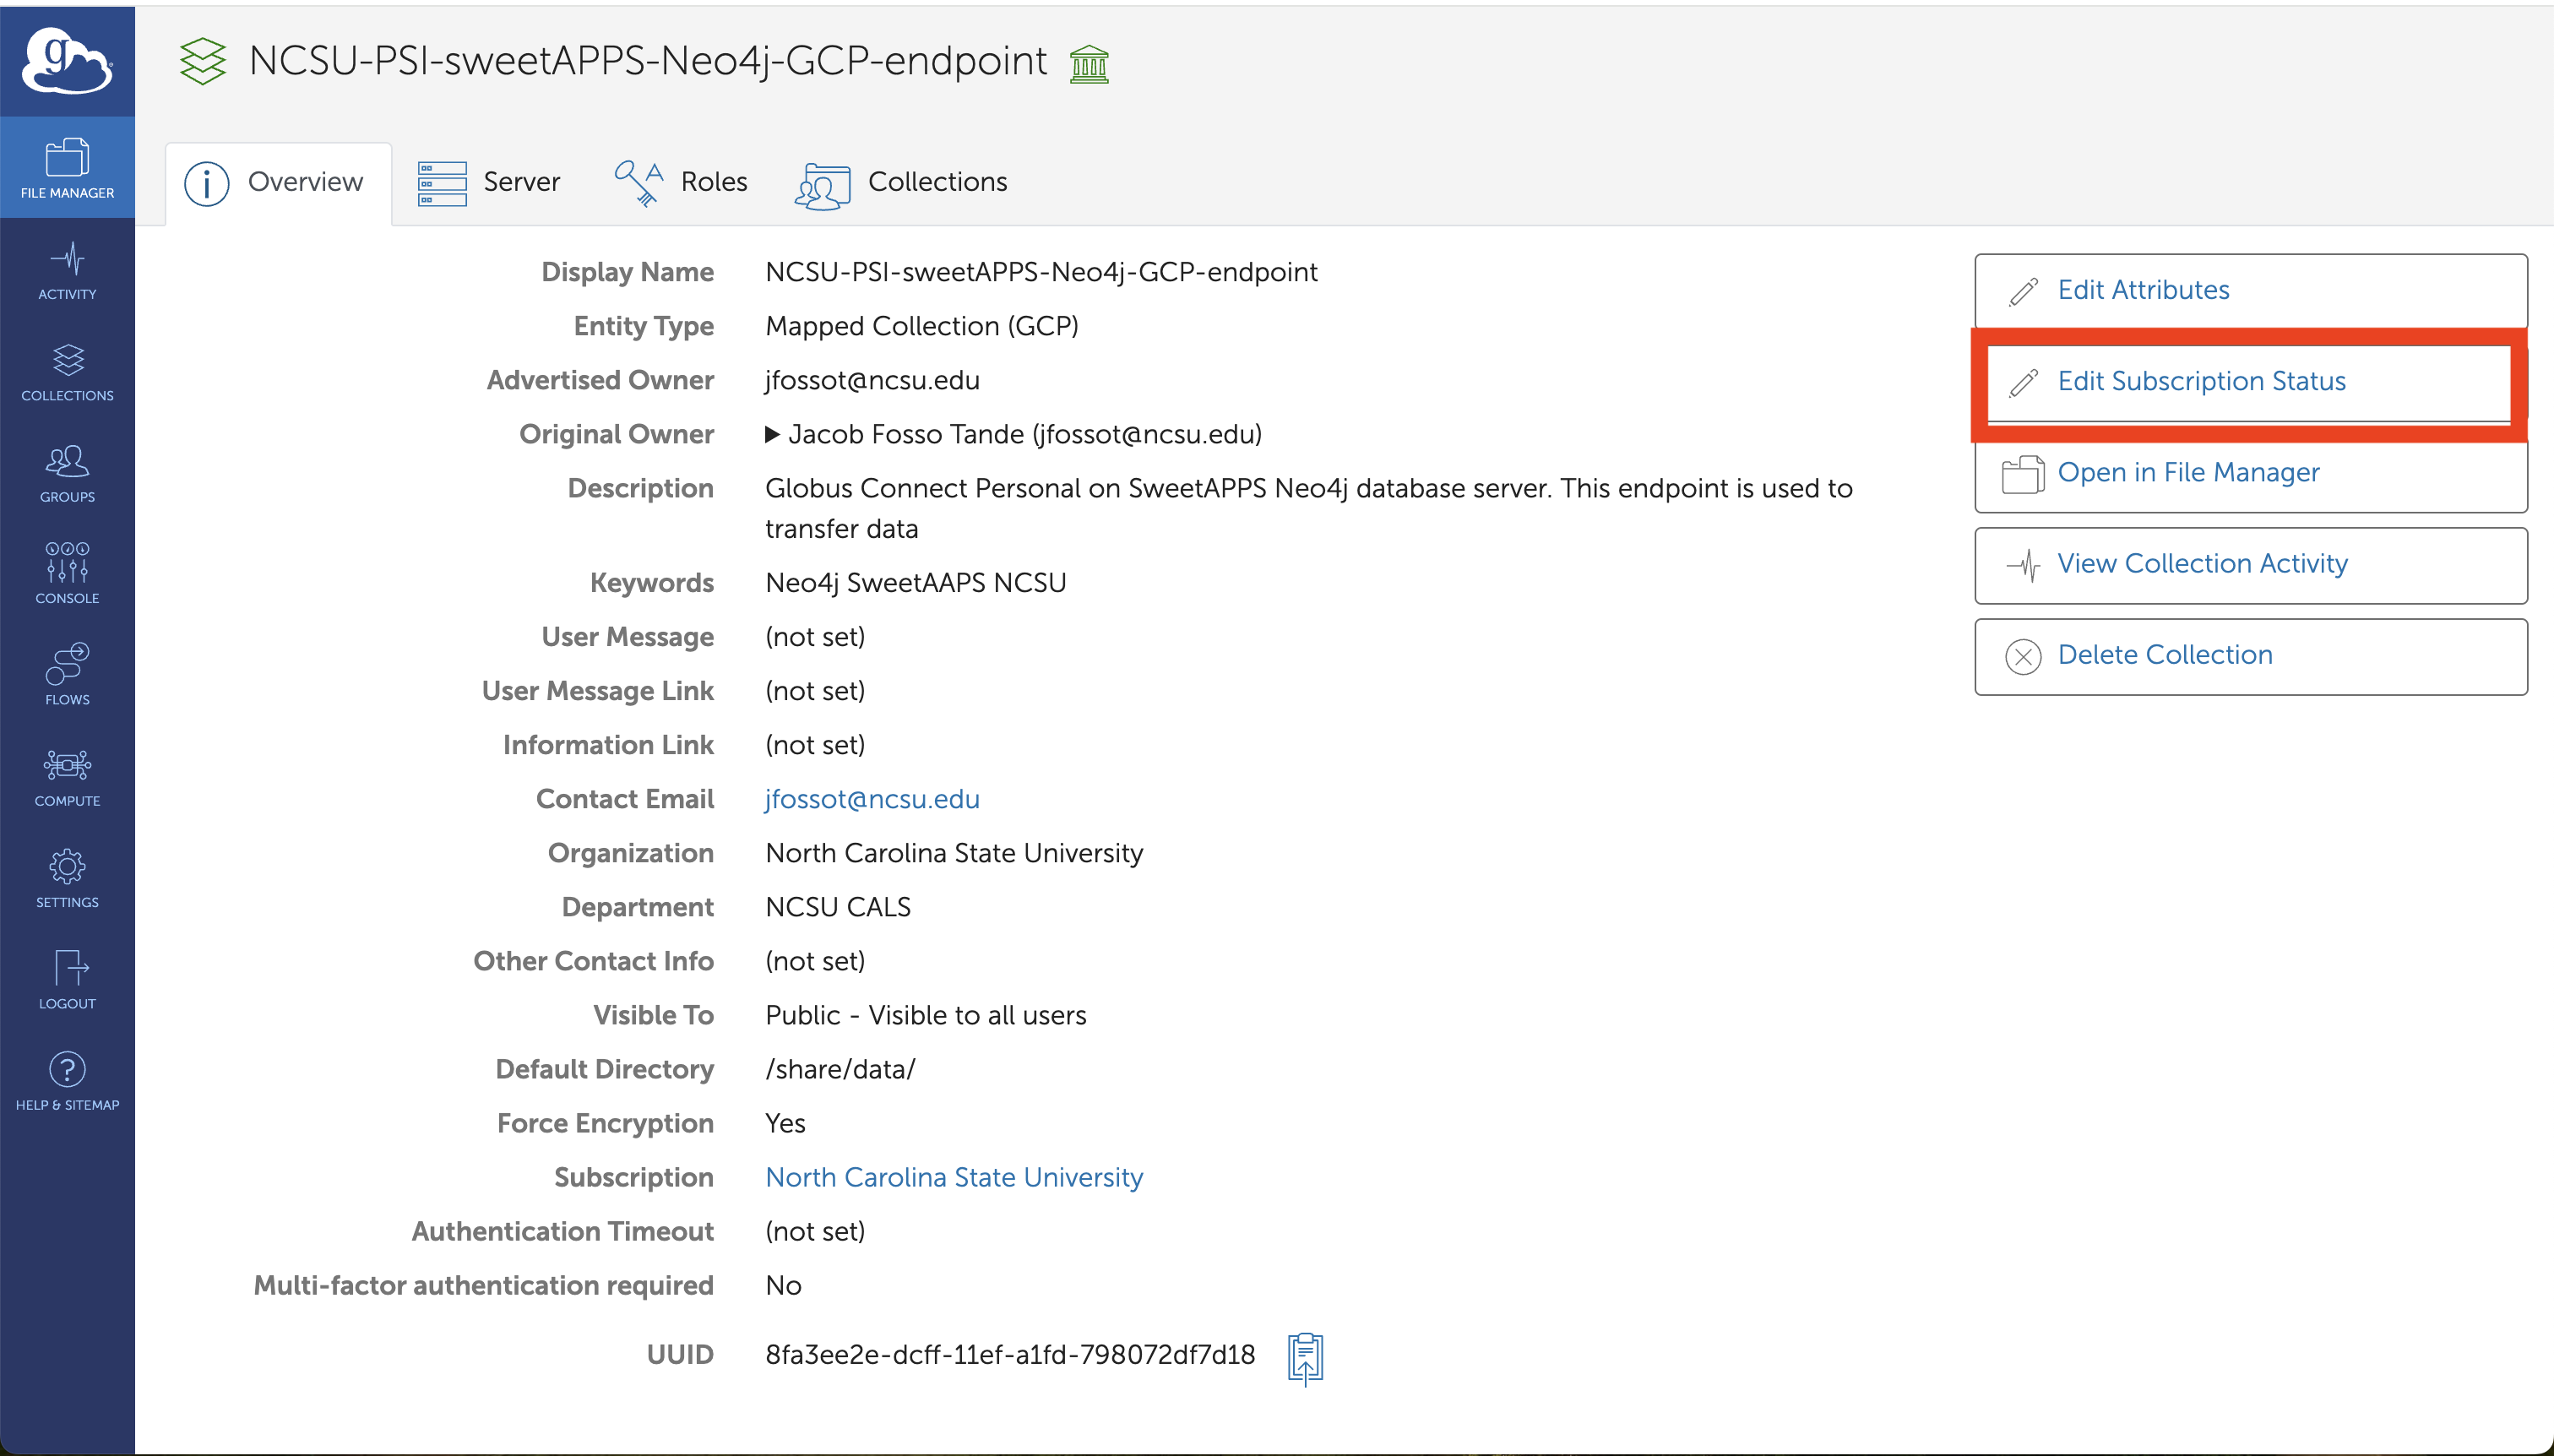 g
NCSU-PSI-sweetAPPS-Neo4j-GCP-endpoint
FILE MANAGER
ACTIVITY
COLLECTIONS
GROUPS
CONSOLE
FLOWS
COMPUTE
SETTINGS
LOGOUT
HELP & SITEMAP
Overview
Server
Roles
Collections
Display Name NCSU-PSI-sweetAPPS-Neo4j-GCP-endpoint
Entity Type Mapped Collection (GCP)
Advertised Owner jfossot@ncsu.edu
Original Owner Jacob Fosso Tande (jfossot@ncsu.edu)
Description Globus Connect Personal on SweetAPPS Neo4j database server. This endpoint is used to
transfer data
Keywords Neo4j SweetAAPS NCSU
User Message (not set)
User Message Link (not set)
Information Link (not set)
Contact Email jfossot@ncsu.edu
Organization North Carolina State University
Department NCSU CALS
Other Contact Info (not set)
Visible To Public - Visible to all users
Default Directory /share/data/
Force Encryption Yes
Subscription North Carolina State University
Authentication Timeout (not set)
Multi-factor authentication required No
UUID 8fa3ee2e-dcff-11ef-a1fd-798072df7d18
Edit Attributes
Edit Subscription Status
Open in File Manager
View Collection Activity
Delete Collection